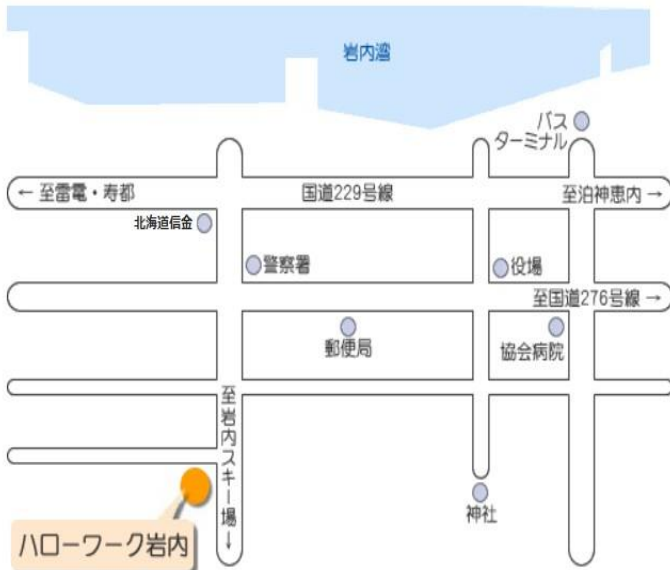 岩内湾
バス
ターミナル
← 至雷電・寿都
国道229号線
至泊神恵内 →
北海道信金
警察署
役場
至国道276号線 →
郵便局
協会病院
至岩内スキー場→
神社
ハローワーク岩内